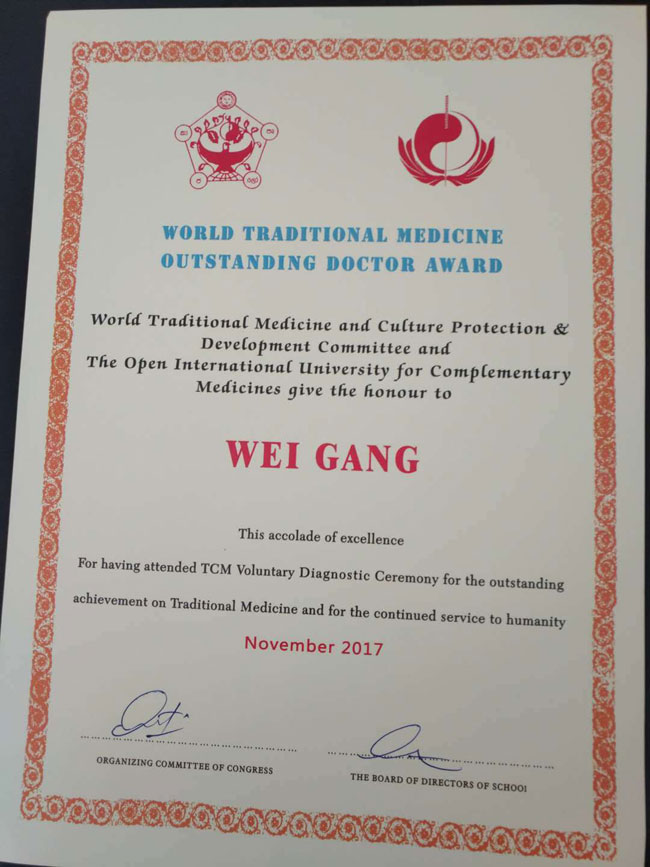 WORLD TRADITIONAL MEDICINE
OUTSTANDING DOCTOR AWARD
World Traditional Medicine and Culture Protection &
Development Committee and
The Open International University for Complementary
Medicines give the honour to
WEI GANG
This accolade of excellence
For having attended TCM Voluntary Diagnostic Ceremony for the outstanding
achievement on Traditional Medicine and for the continued service to humanity
November 2017
ORGANIZING COMMITTEE OF CONGRESS
THE BOARD OF DIRECTORS OF SCHOOl